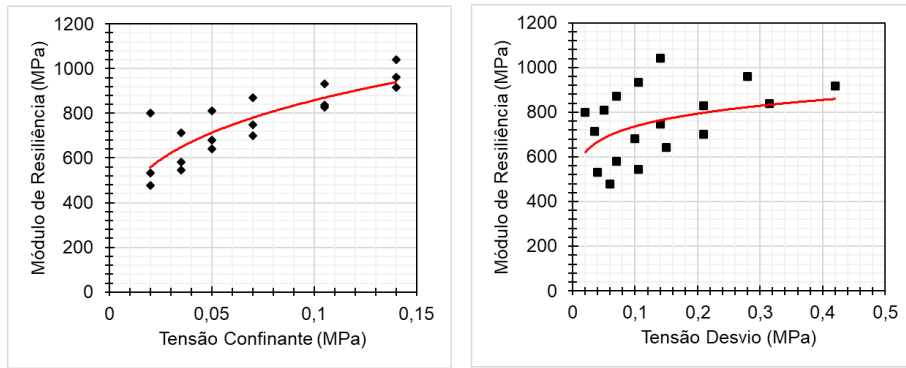 Módulo de Resiliência (MPa)
1200
1000
800
600
400
200
0
0 0,05 0,1 0,15
Tensão Confinante (MPa)
Módulo de Resiliência (MPa)
1200
1000
800
600
400
200
0
0 0,1 0,2 0,3 0,4 0,5
Tensão Desvio (MPa)